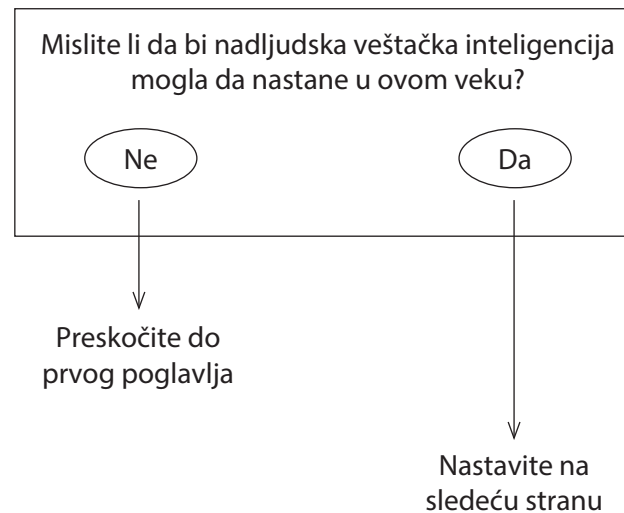 Mislite li da bi nadljudska veštačka inteligencija
mogla da nastane u ovom veku?
Ne
Da
Preskočite do
prvog poglavlja
Nastavite na
sledeću stranu